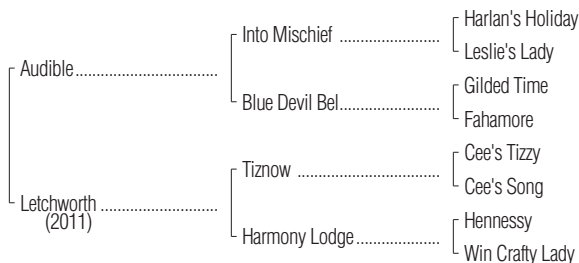 Harlan's Holiday
Into Mischief ....................
Leslie's Lady
Audible............................
Gilded Time
Blue Devil Bel....................
Fahamore
Cee's Tizzy
Tiznow ............................
Cee's Song
Letchworth .......................
(2011)
Hennessy
Harmony Lodge................
Win Crafty Lady